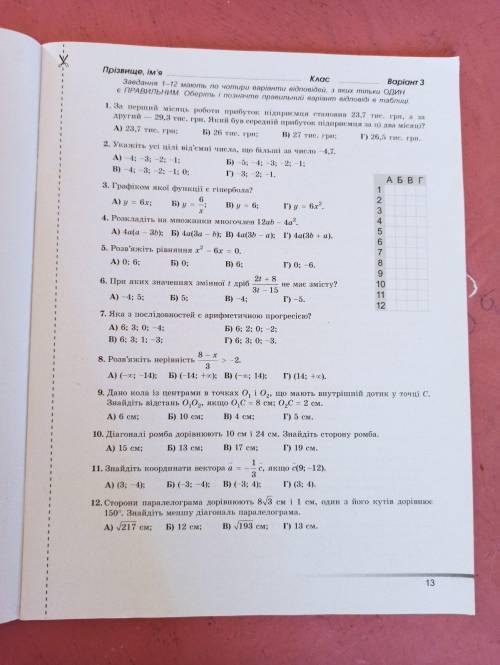 Прізвище, ім'я Клас Варіант 3
Завдання 1–12 мають по чотири варіанти відповідей, з яких тільки ОДИН
є ПРАВИЛЬНИМ. Оберіть і позначте правильний варіант відповіді в таблиці.
1. За перший місяць роботи прибуток підприємця становив 23,7 тис. грн, а за
другий — 29,3 тис. грн. Який був середній прибуток підприємця за ці два місяці?
А) 23,7 тис. грн; Б) 26 тис. грн; В) 27 тис. грн; Г) 26,5 тис. грн.
2. Укажіть усі цілі від'ємні числа, що більші за число –4,7.
А) –4; –3; –2; –1; Б) –5; –4; –3; –2; –1;
В) –4; –3; –2; –1; 0; Г) –3; –2; –1.
3. Графіком якої функції є гіпербола?
А) y = 6x; Б) y = 6/x; В) y = 6; Г) y = 6x².
4. Розкладіть на множники многочлен 12ab – 4a².
А) 4a(a – 3b); Б) 4a(3a – b); В) 4a(3b – a); Г) 4a(3b + a).
5. Розв'яжіть рівняння x² – 6x = 0.
А) 0; 6; Б) 0; В) 6; Г) 0; –6.
6. При яких значеннях змінної t дріб (2t + 8)/(3t – 15) не має змісту?
А) –4; 5; Б) 5; В) –4; Г) –5.
7. Яка з послідовностей є арифметичною прогресією?
А) 6; 3; 0; –4; Б) 6; 2; 0; –2;
В) 6; 3; 1; –3; Г) 6; 3; 0; –3.
8. Розв'яжіть нерівність (8 – x)/3 > –2.
А) (–∞; –14); Б) (–14; +∞); В) (–∞; 14); Г) (14; +∞).
9. Дано кола із центрами в точках O₁ і O₂, що мають внутрішній дотик у точці C.
Знайдіть відстань O₁O₂, якщо O₁C = 8 см; O₂C = 2 см.
А) 6 см; Б) 10 см; В) 4 см; Г) 5 см.
10. Діагоналі ромба дорівнюють 10 см і 24 см. Знайдіть сторону ромба.
А) 15 см; Б) 13 см; В) 17 см; Г) 19 см.
11. Знайдіть координати вектора a = –1/3 c, якщо c(9; –12).
А) (3; –4); Б) (–3; –4); В) (–3; 4); Г) (3; 4).
12. Сторони паралелограма дорівнюють 8√3 см і 1 см, один з його кутів дорівнює
150°. Знайдіть меншу діагональ паралелограма.
А) √217 см; Б) 12 см; В) √193 см; Г) 13 см.
А Б В Г
1
2
3
4
5
6
7
8
9
10
11
12
13